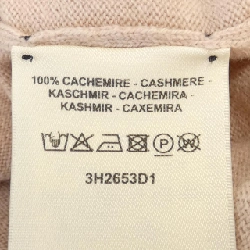 100% CACHEMIRE - CASHMERE -
KASCHMIR - CACHEMIRA -
KASHMIR - CAXEMIRA
3H2653D1